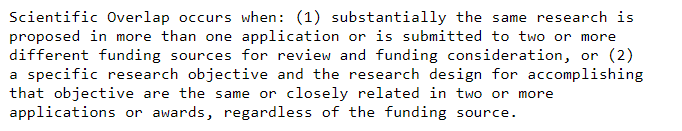 Scientific Overlap occurs when: (1) substantially the same research is
proposed in more than one application or is submitted to two or more
different funding sources for review and funding consideration, or (2)
a specific research objective and the research design for accomplishing
that objective are the same or closely related in two or more
applications or awards, regardless of the funding source.